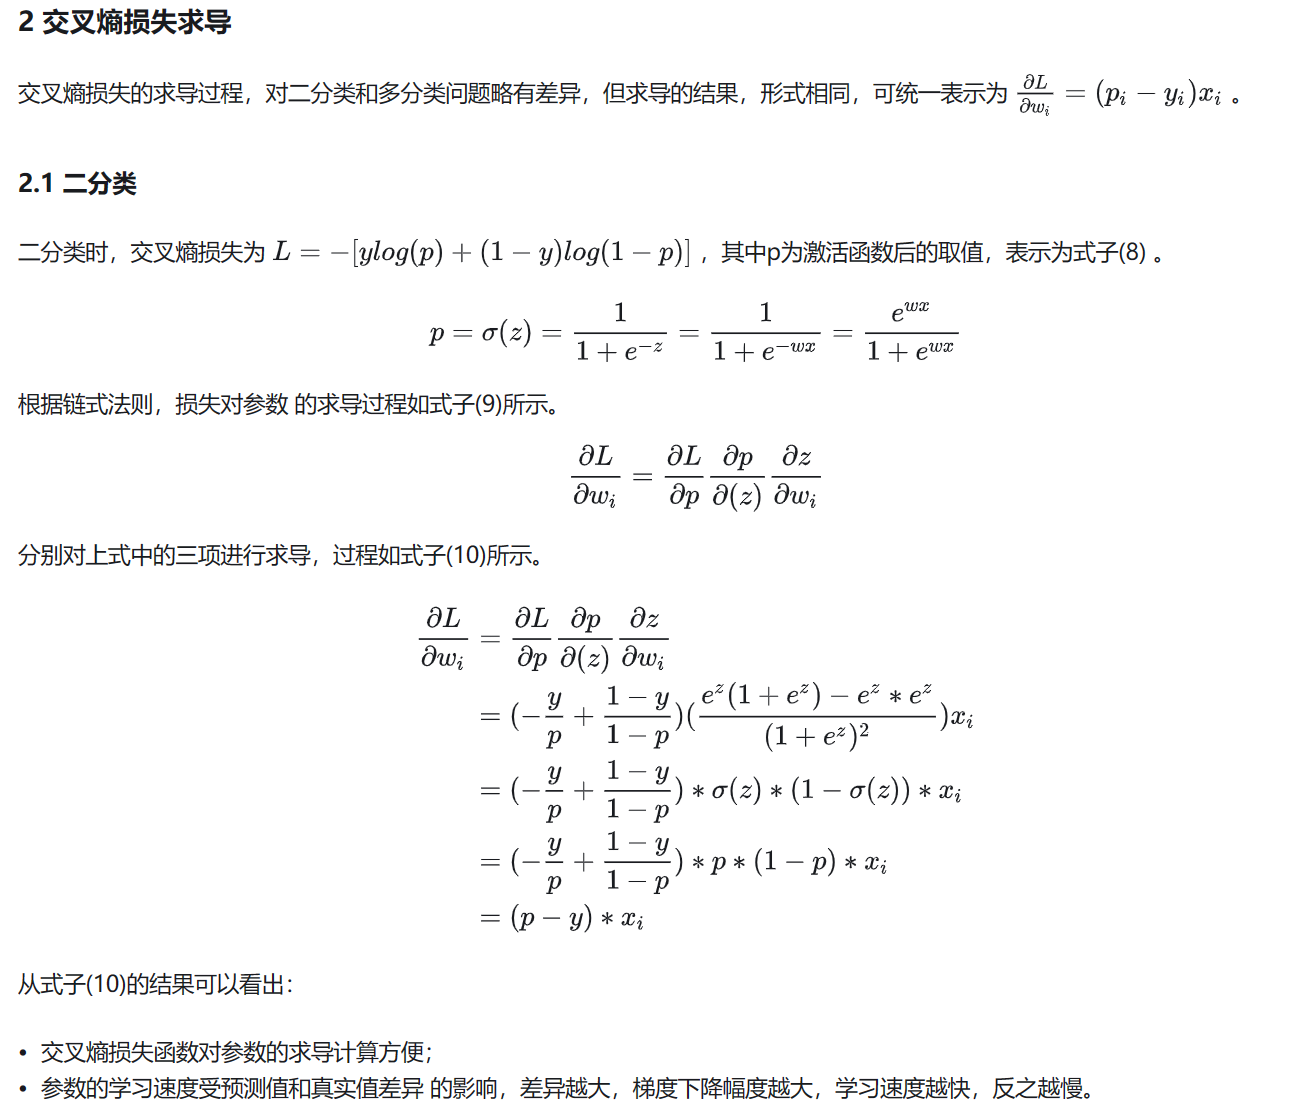 2 交叉熵损失求导
交叉熵损失的求导过程，对二分类和多分类问题略有差异，但求导的结果，形式相同，可统一表示为 $\frac{\partial L}{\partial w_i} = (p_i - y_i)x_i$ 。
2.1 二分类
二分类时，交叉熵损失为 $L = -[ylog(p) + (1 - y)log(1 - p)]$ ，其中p为激活函数后的取值，表示为式子(8) 。
$p = \sigma(z) = \frac{1}{1 + e^{-z}} = \frac{1}{1 + e^{-wx}} = \frac{e^{wx}}{1 + e^{wx}}$
根据链式法则，损失对参数 的求导过程如式子(9)所示。
$\frac{\partial L}{\partial w_i} = \frac{\partial L}{\partial p} \frac{\partial p}{\partial (z)} \frac{\partial z}{\partial w_i}$
分别对上式中的三项进行求导，过程如式子(10)所示。
$\frac{\partial L}{\partial w_i} = \frac{\partial L}{\partial p} \frac{\partial p}{\partial (z)} \frac{\partial z}{\partial w_i}$
$= (-\frac{y}{p} + \frac{1 - y}{1 - p})(\frac{e^z(1 + e^z) - e^z * e^z}{(1 + e^z)^2})x_i$
$= (-\frac{y}{p} + \frac{1 - y}{1 - p}) * \sigma(z) * (1 - \sigma(z)) * x_i$
$= (-\frac{y}{p} + \frac{1 - y}{1 - p}) * p * (1 - p) * x_i$
$= (p - y) * x_i$
从式子(10)的结果可以看出：
• 交叉熵损失函数对参数的求导计算方便；
• 参数的学习速度受预测值和真实值差异 的影响，差异越大，梯度下降幅度越大，学习速度越快，反之越慢。